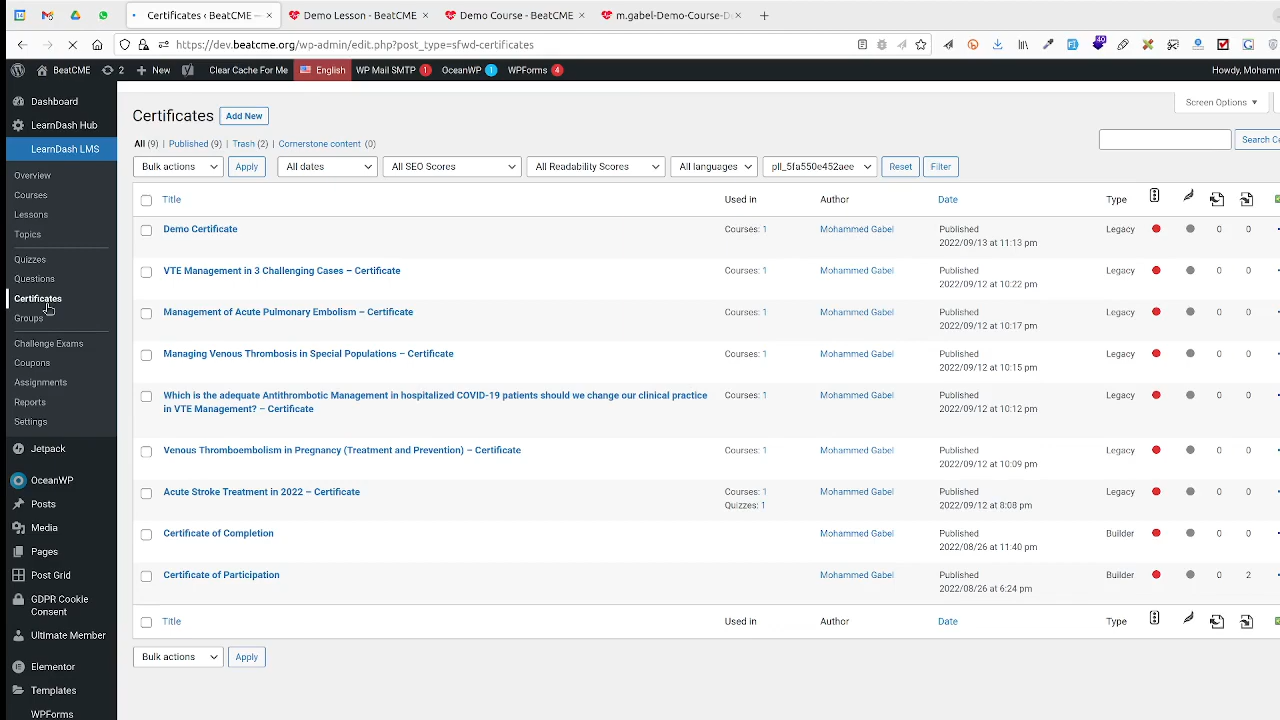 Certificates ‹ BeatCME —
Demo Lesson - BeatCME
Demo Course - BeatCME
m.gabel-Demo-Course-D
https://dev.beatcme.org/wp-admin/edit.php?post_type=sfwd-certificates
BeatCME 2 New Clear Cache For Me English WP Mail SMTP 1 OceanWP 1 WPForms 4 Howdy, Mohamm
Dashboard
LearnDash Hub
LearnDash LMS
Overview
Courses
Lessons
Topics
Quizzes
Questions
Certificates
Groups
Challenge Exams
Coupons
Assignments
Reports
Settings
Jetpack
OceanWP
Posts
Media
Pages
Post Grid
GDPR Cookie
Consent
Ultimate Member
Elementor
Templates
WPForms
Certificates Add New
Screen Options
All (9) | Published (9) | Trash (2) | Cornerstone content (0)
Search Ce
Bulk actions Apply All dates All SEO Scores All Readability Scores All languages pll_5fa550e452aee Reset Filter
Title Used in Author Date Type
Demo Certificate Courses: 1 Mohammed Gabel Published Legacy 0 0
2022/09/13 at 11:13 pm
VTE Management in 3 Challenging Cases – Certificate Courses: 1 Mohammed Gabel Published Legacy 0 0
2022/09/12 at 10:22 pm
Management of Acute Pulmonary Embolism – Certificate Courses: 1 Mohammed Gabel Published Legacy 0 0
2022/09/12 at 10:17 pm
Managing Venous Thrombosis in Special Populations – Certificate Courses: 1 Mohammed Gabel Published Legacy 0 0
2022/09/12 at 10:15 pm
Which is the adequate Antithrombotic Management in hospitalized COVID-19 patients should we change our clinical practice Courses: 1 Mohammed Gabel Published Legacy 0 0
in VTE Management? – Certificate 2022/09/12 at 10:12 pm
Venous Thromboembolism in Pregnancy (Treatment and Prevention) – Certificate Courses: 1 Mohammed Gabel Published Legacy 0 0
2022/09/12 at 10:09 pm
Acute Stroke Treatment in 2022 – Certificate Courses: 1 Mohammed Gabel Published Legacy 0 0
Quizzes: 1 2022/09/12 at 8:08 pm
Certificate of Completion Mohammed Gabel Published Builder 0 0
2022/08/26 at 11:40 pm
Certificate of Participation Mohammed Gabel Published Builder 0 2
2022/08/26 at 6:24 pm
Title Used in Author Date Type
Bulk actions Apply